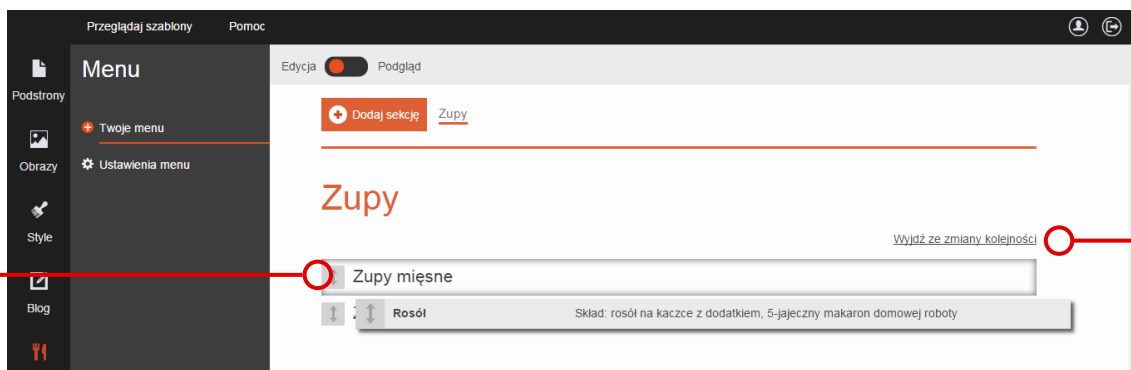 Przeglądaj szablony Pomoc
Menu
Edycja Podgląd
Podstrony
Dodaj sekcję Zupy
Twoje menu
Obrazy
Ustawienia menu
Zupy
Style
Wyjdź ze zmiany kolejności
Zupy mięsne
Blog
Rosół Skład: rosół na kaczce z dodatkiem, 5-jajeczny makaron domowej roboty